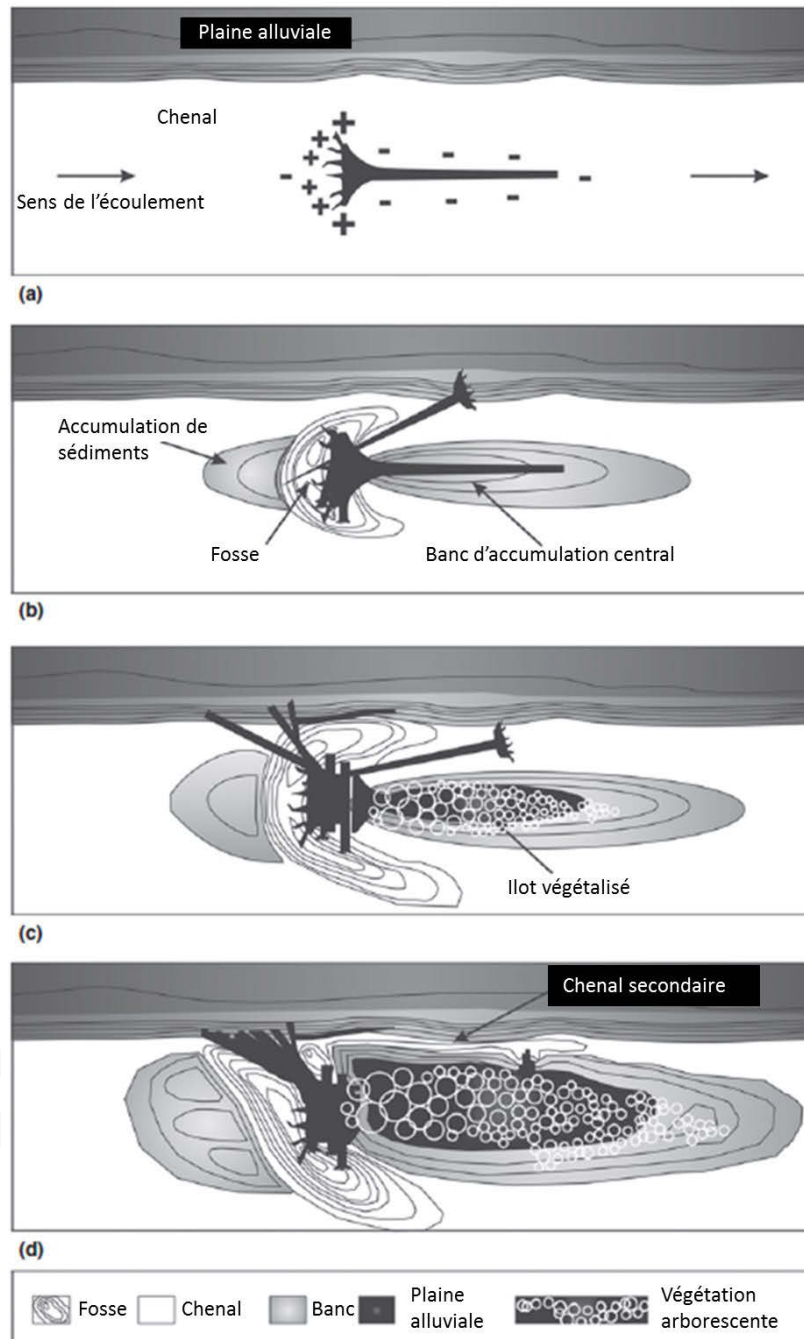 Plaine alluviale
Chenal
+ + + + + +
- - - - - - - -
Sens de l'écoulement
(a)
Accumulation de
sédiments
Fosse
Banc d'accumulation central
(b)
Ilot végétalisé
(c)
Chenal secondaire
(d)
Fosse
Chenal
Banc
Plaine
alluviale
Végétation
arborescente